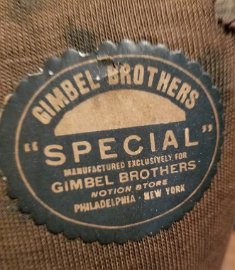 GIMBEL BROTHERS
"SPECIAL"
MANUFACTURED EXCLUSIVELY FOR
GIMBEL BROTHERS
NOTION STORE
PHILADELPHIA · NEW YORK